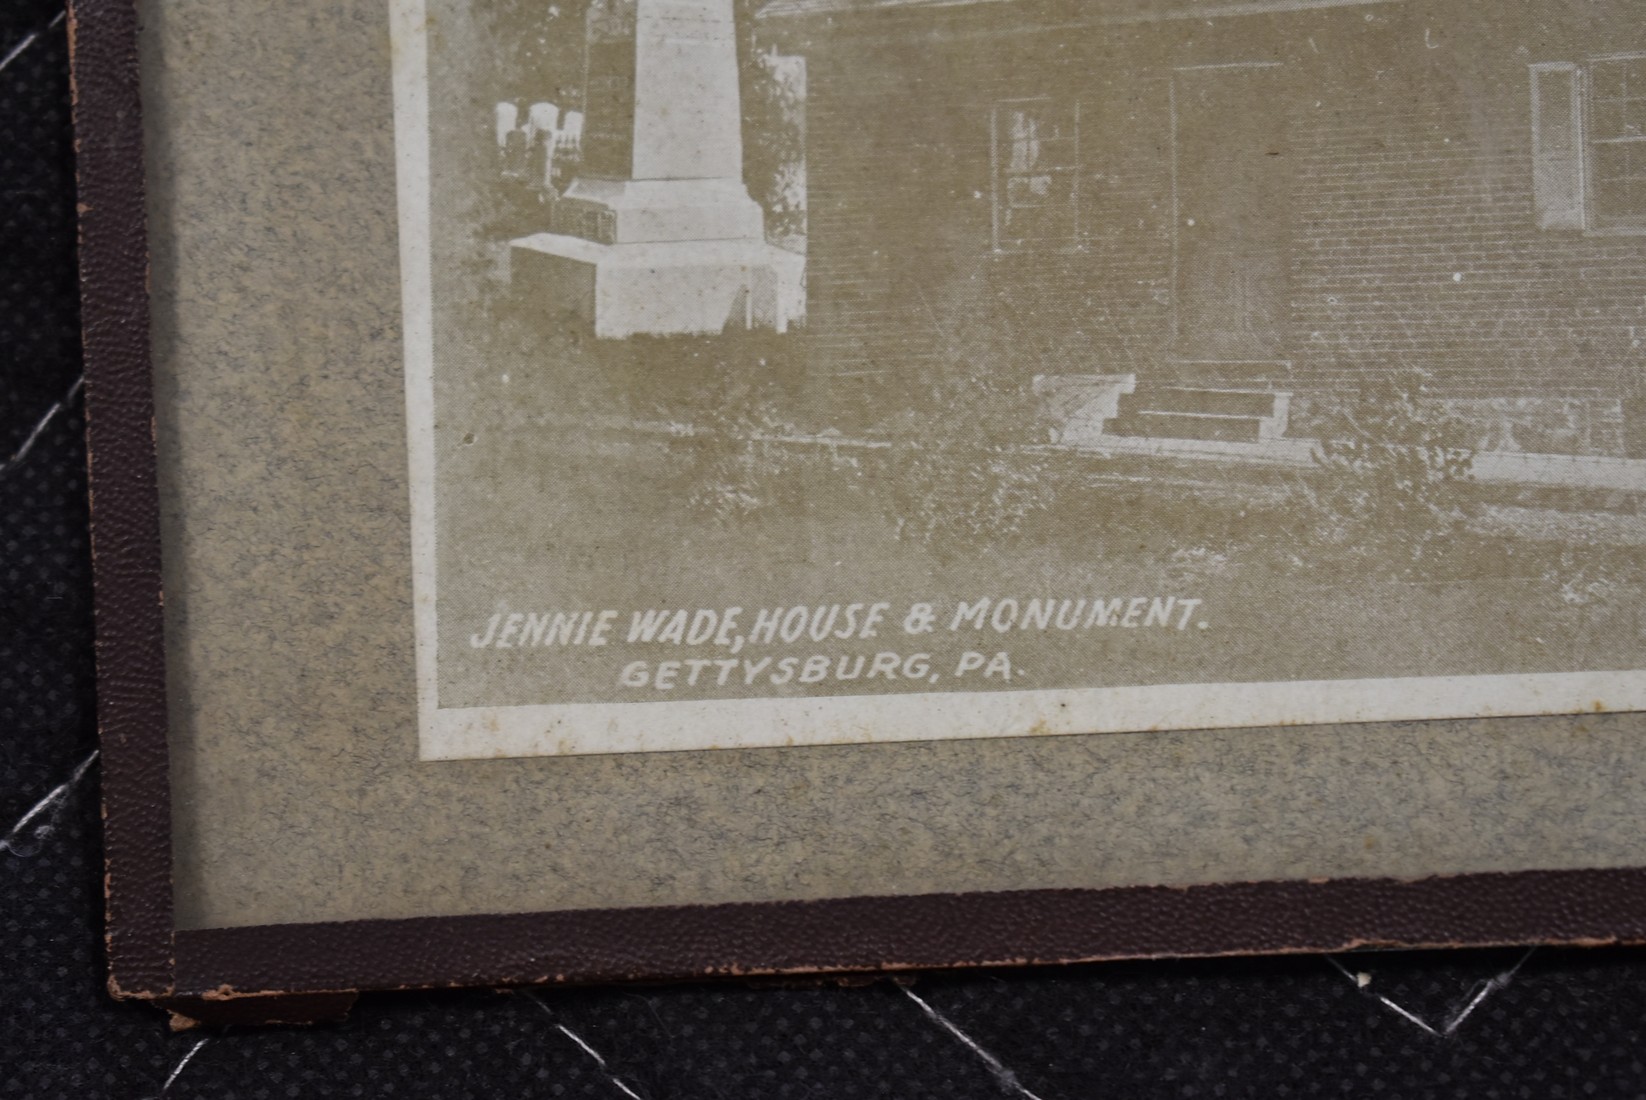 JENNIE WADE, HOUSE & MONUMENT.
GETTYSBURG, PA.